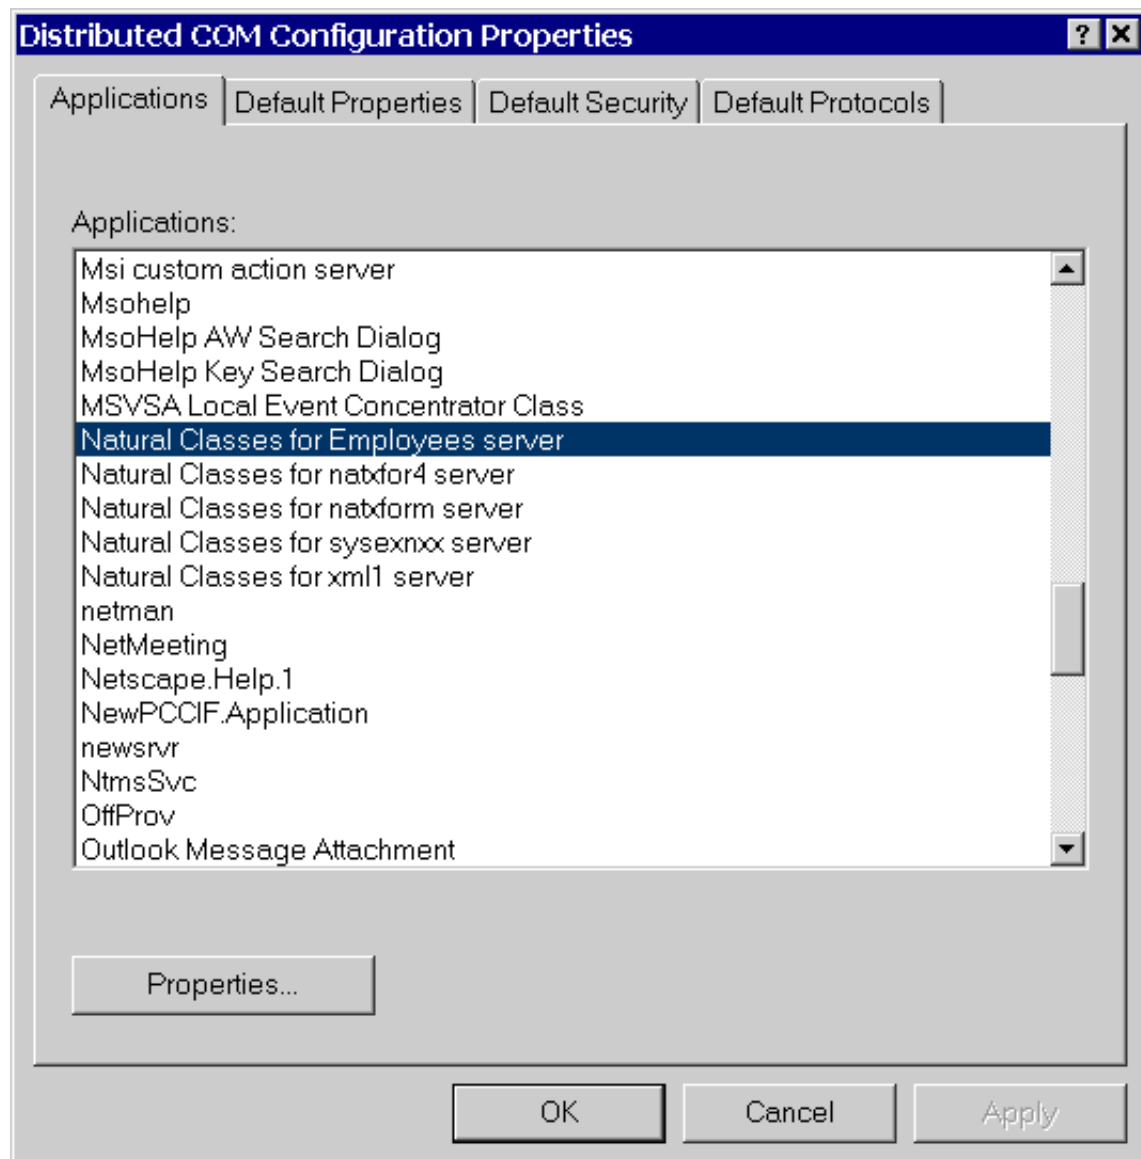 Distributed COM Configuration Properties
Applications Default Properties Default Security Default Protocols
Applications:
Msi custom action server
Msohelp
MsoHelp AW Search Dialog
MsoHelp Key Search Dialog
MSVSA Local Event Concentrator Class
Natural Classes for Employees server
Natural Classes for natxfor4 server
Natural Classes for natxform server
Natural Classes for sysexnxx server
Natural Classes for xml1 server
netman
NetMeeting
Netscape.Help.1
NewPCCIF.Application
newsrvr
NtmsSvc
OffProv
Outlook Message Attachment
Properties...
OK Cancel Apply